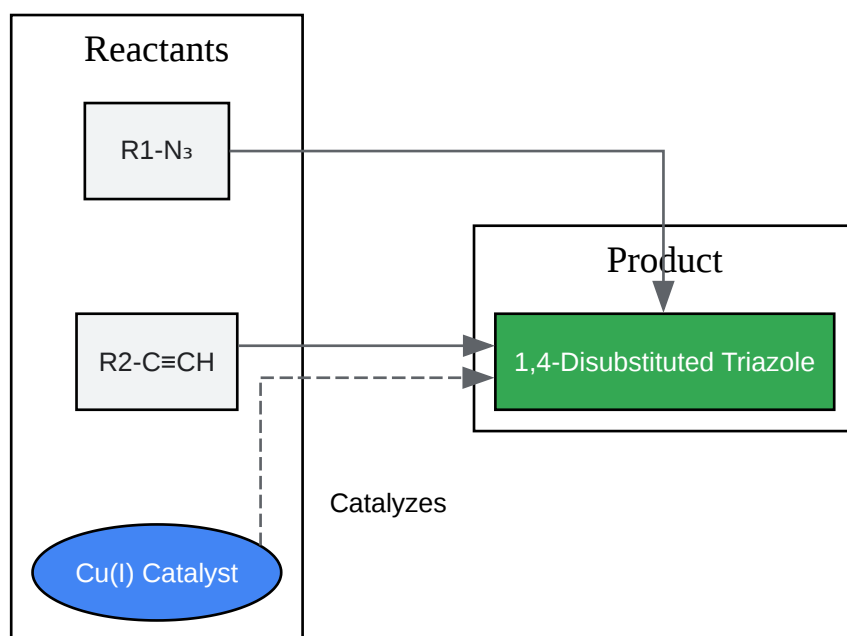 Reactants
R1-N₃
Product
R2-C≡CH
1,4-Disubstituted Triazole
Catalyzes
Cu(I) Catalyst